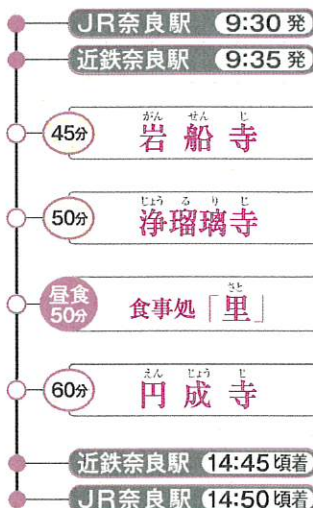 JR奈良駅 9:30発
近鉄奈良駅 9:35発
がん せん じ
45分 岩船寺
じょう る り じ
50分 浄瑠璃寺
昼食
50分
さと
食事処「里」
えん じょう じ
60分 円成寺
近鉄奈良駅 14:45頃着
JR奈良駅 14:50頃着